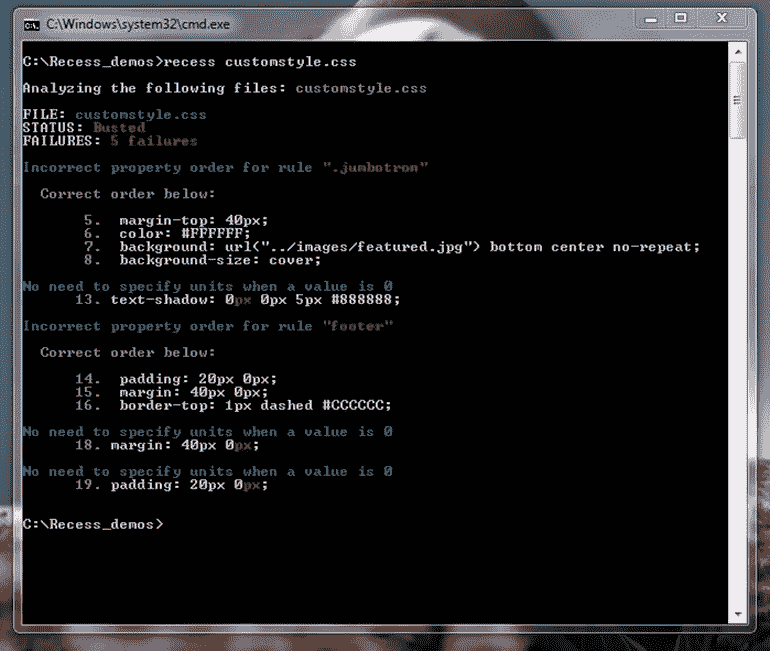 C:\Windows\system32\cmd.exe
C:\Recess_demos>recess customstyle.css
Analyzing the following files: customstyle.css
FILE: customstyle.css
STATUS: Busted
FAILURES: 5 failures
Incorrect property order for rule ".jumbotrom"
Correct order below:
5. margin-top: 40px;
6. color: #FFFFFF;
7. background: url("../images/featured.jpg") bottom center no-repeat;
8. background-size: cover;
No need to specify units when a value is 0
13. text-shadow: 0px 0px 5px #888888;
Incorrect property order for rule "footer"
Correct order below:
14. padding: 20px 0px;
15. margin: 40px 0px;
16. border-top: 1px dashed #CCCCCC;
No need to specify units when a value is 0
18. margin: 40px 0px;
No need to specify units when a value is 0
19. padding: 20px 0px;
C:\Recess_demos>